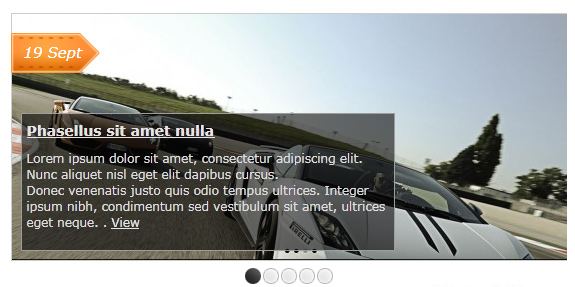 19 Sept
Phasellus sit amet nulla
Lorem ipsum dolor sit amet, consectetur adipiscing elit.
Nunc aliquet nisl eget elit dapibus cursus.
Donec venenatis justo quis odio tempus ultrices. Integer
ipsum nibh, condimentum sed vestibulum sit amet, ultrices
eget neque. . View
PIRELLI